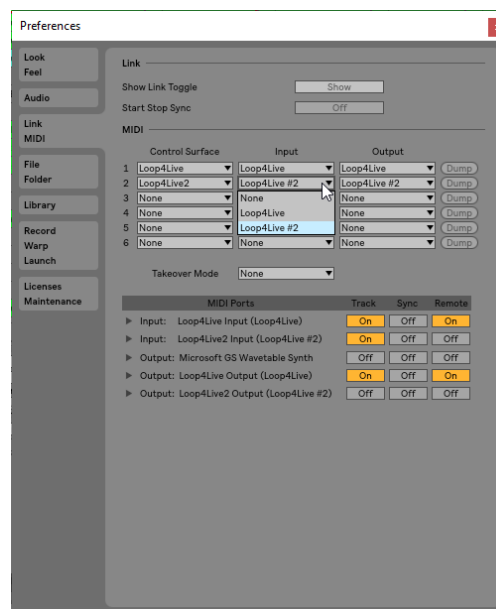 Preferences
Look
Feel
Audio
Link
MIDI
File
Folder
Library
Record
Warp
Launch
Licenses
Maintenance
Link
Show Link Toggle Show
Start Stop Sync Off
MIDI
Control Surface Input Output
1 Loop4Live Loop4Live Loop4Live Dump
2 Loop4Live2 Loop4Live #2 Loop4Live #2 Dump
3 None None None Dump
4 None Loop4Live None Dump
5 None Loop4Live #2 None Dump
6 None None None Dump
Takeover Mode None
MIDI Ports Track Sync Remote
Input: Loop4Live Input (Loop4Live) On Off On
Input: Loop4Live2 Input (Loop4Live #2) On Off Off
Output: Microsoft GS Wavetable Synth Off Off Off
Output: Loop4Live Output (Loop4Live) On Off On
Output: Loop4Live2 Output (Loop4Live #2) Off Off Off